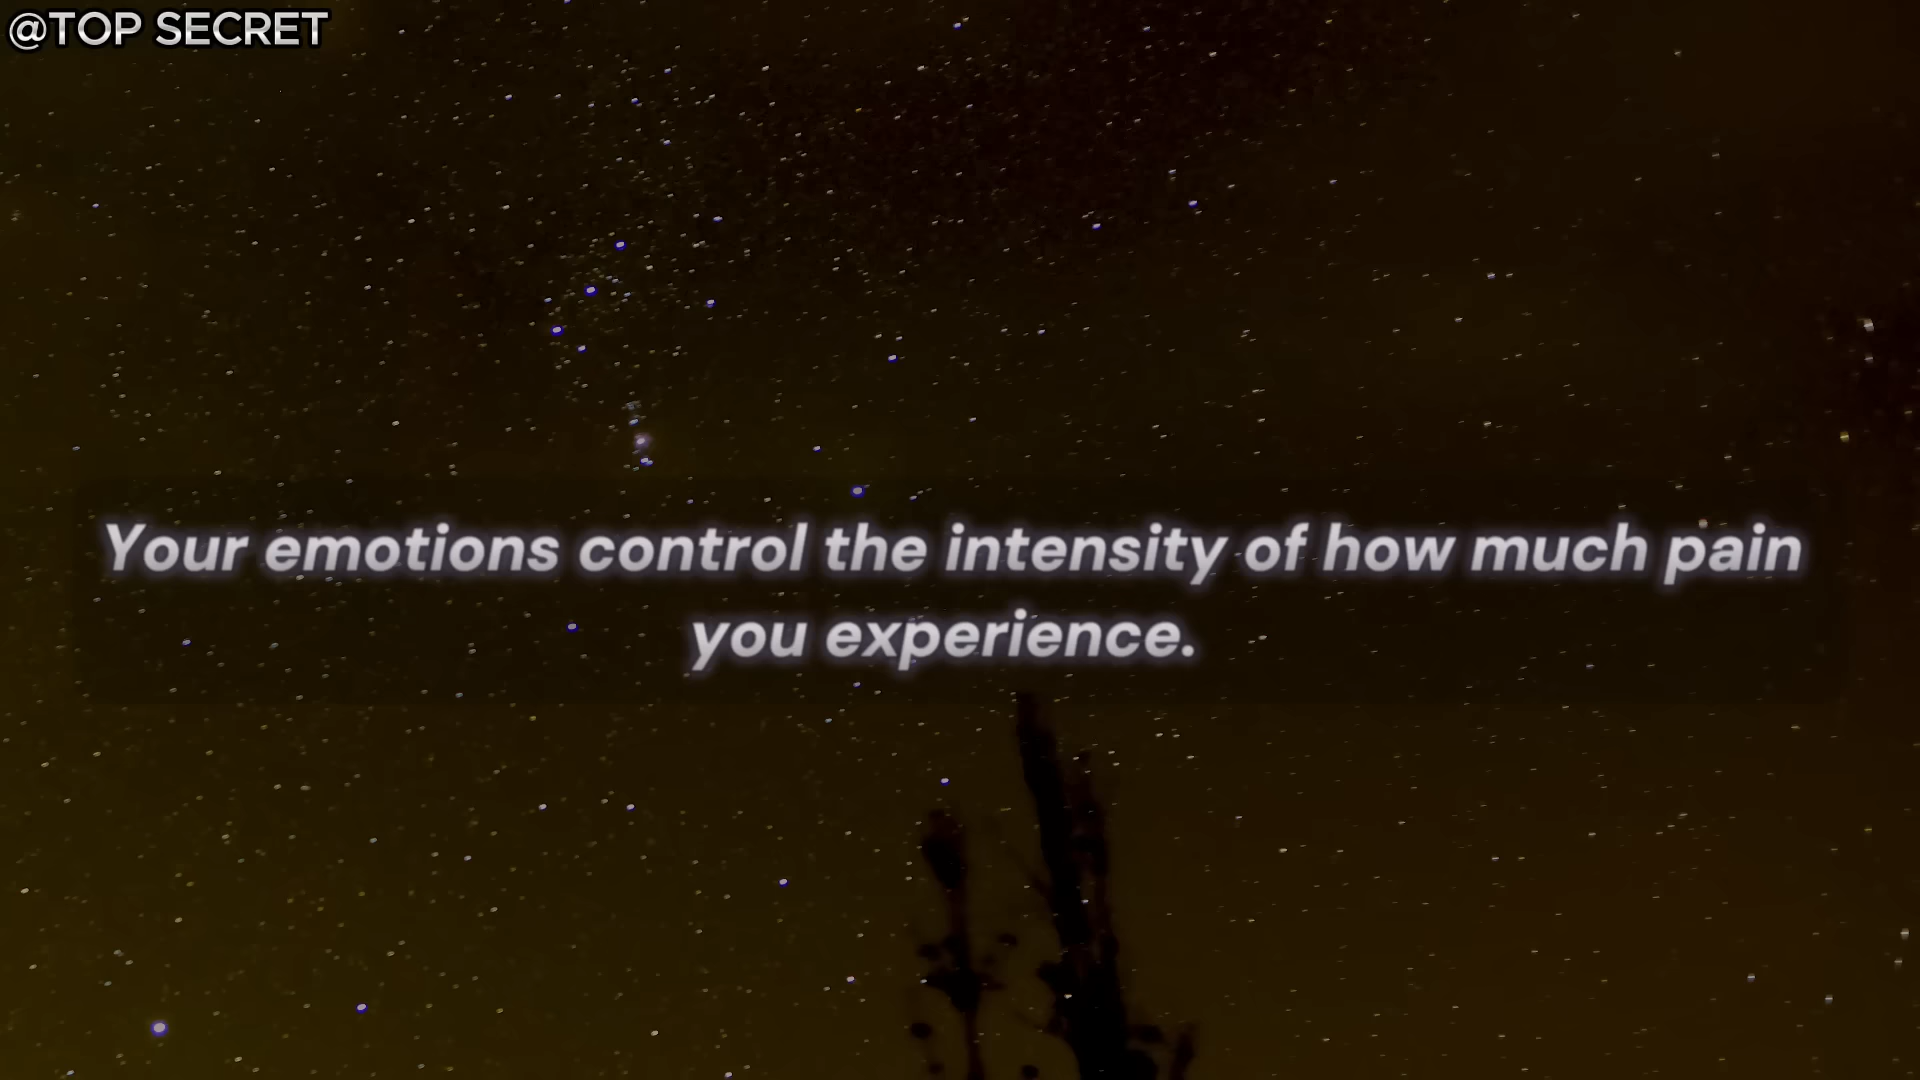 @TOP SECRET
Your emotions control the intensity of how much pain
you experience.